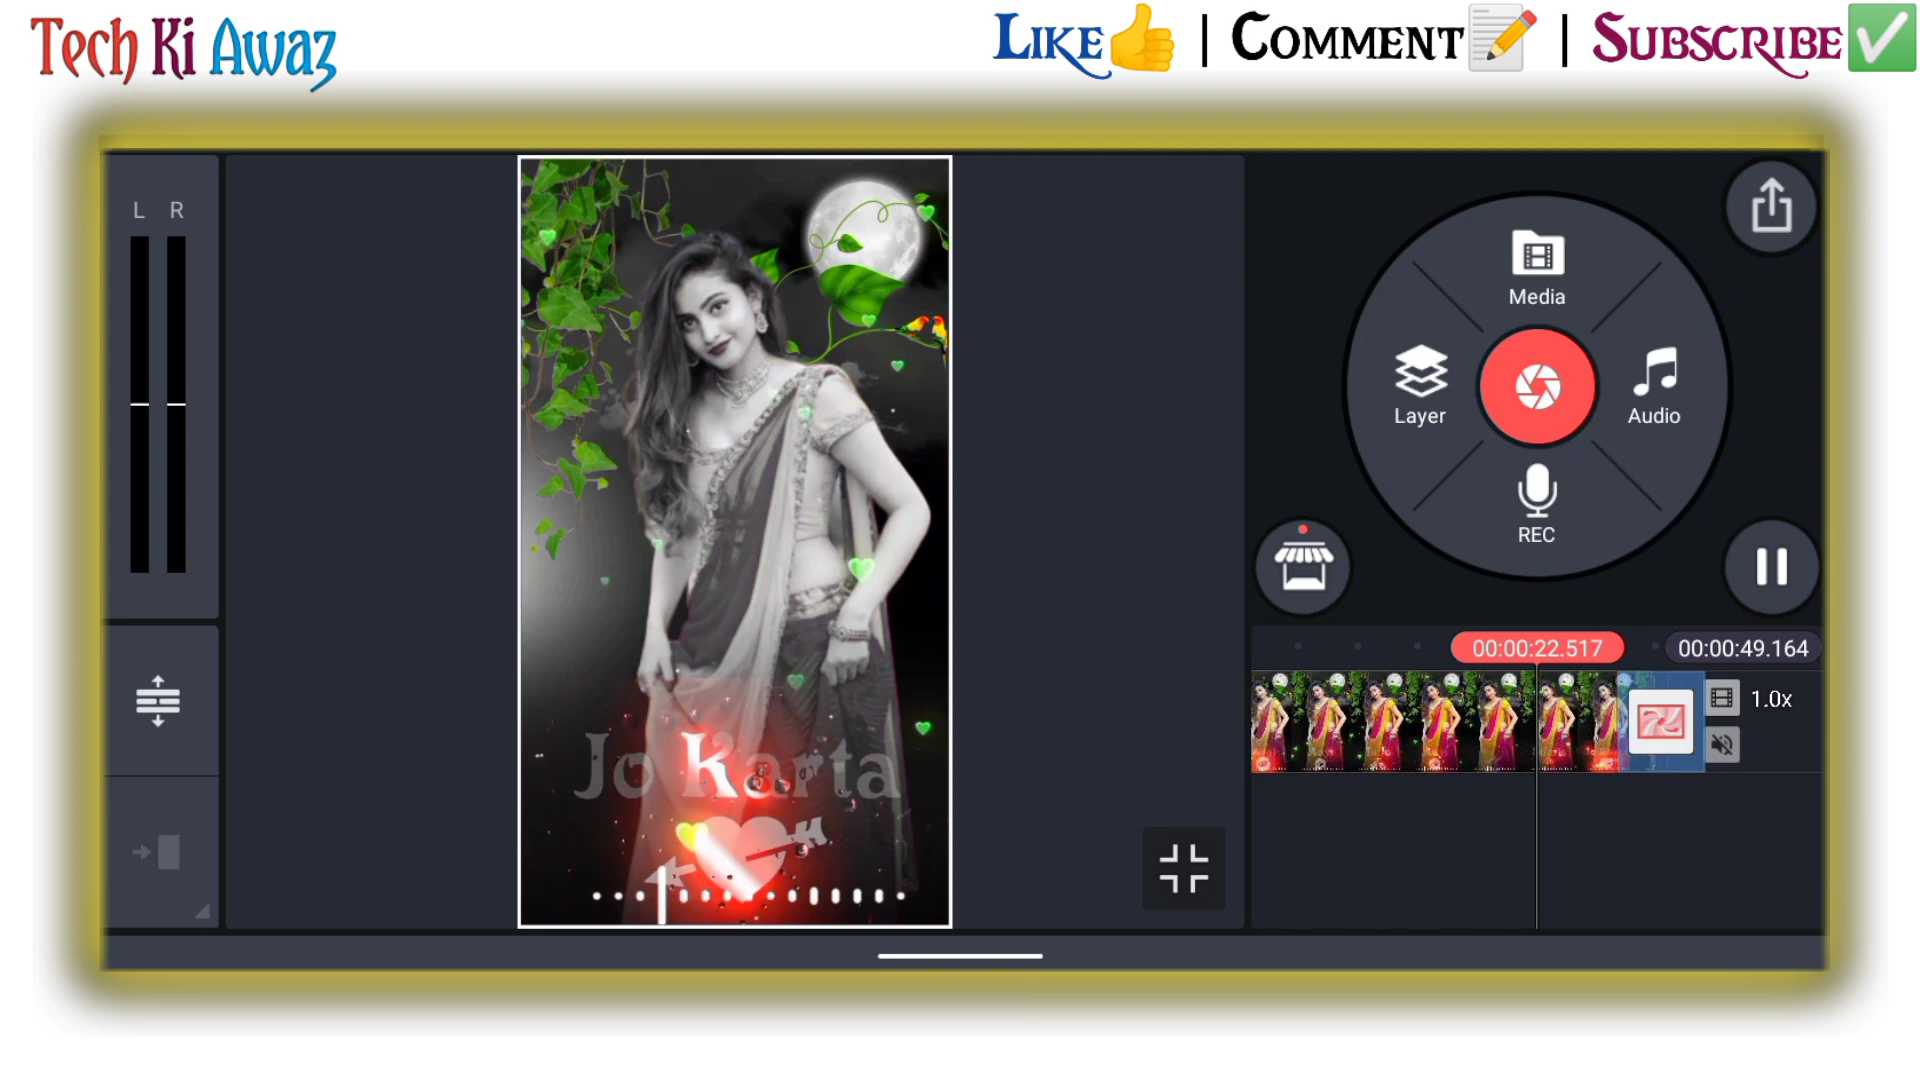 Tech Ki Awaz
Like | Comment | Subscribe
L R
Media
Layer
Audio
REC
00:00:22.517
00:00:49.164
1.0x
Jo Karta